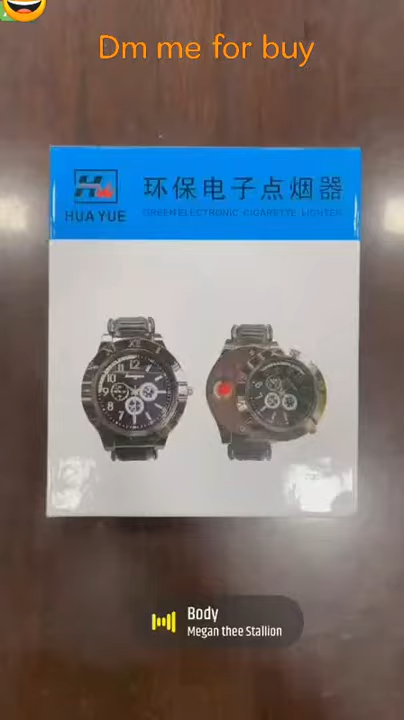 Dm me for buy
环保电子点烟器
HUA YUE
GREEN ELECTRONIC CIGARETTE LIGHTER
Body
Megan thee Stallion